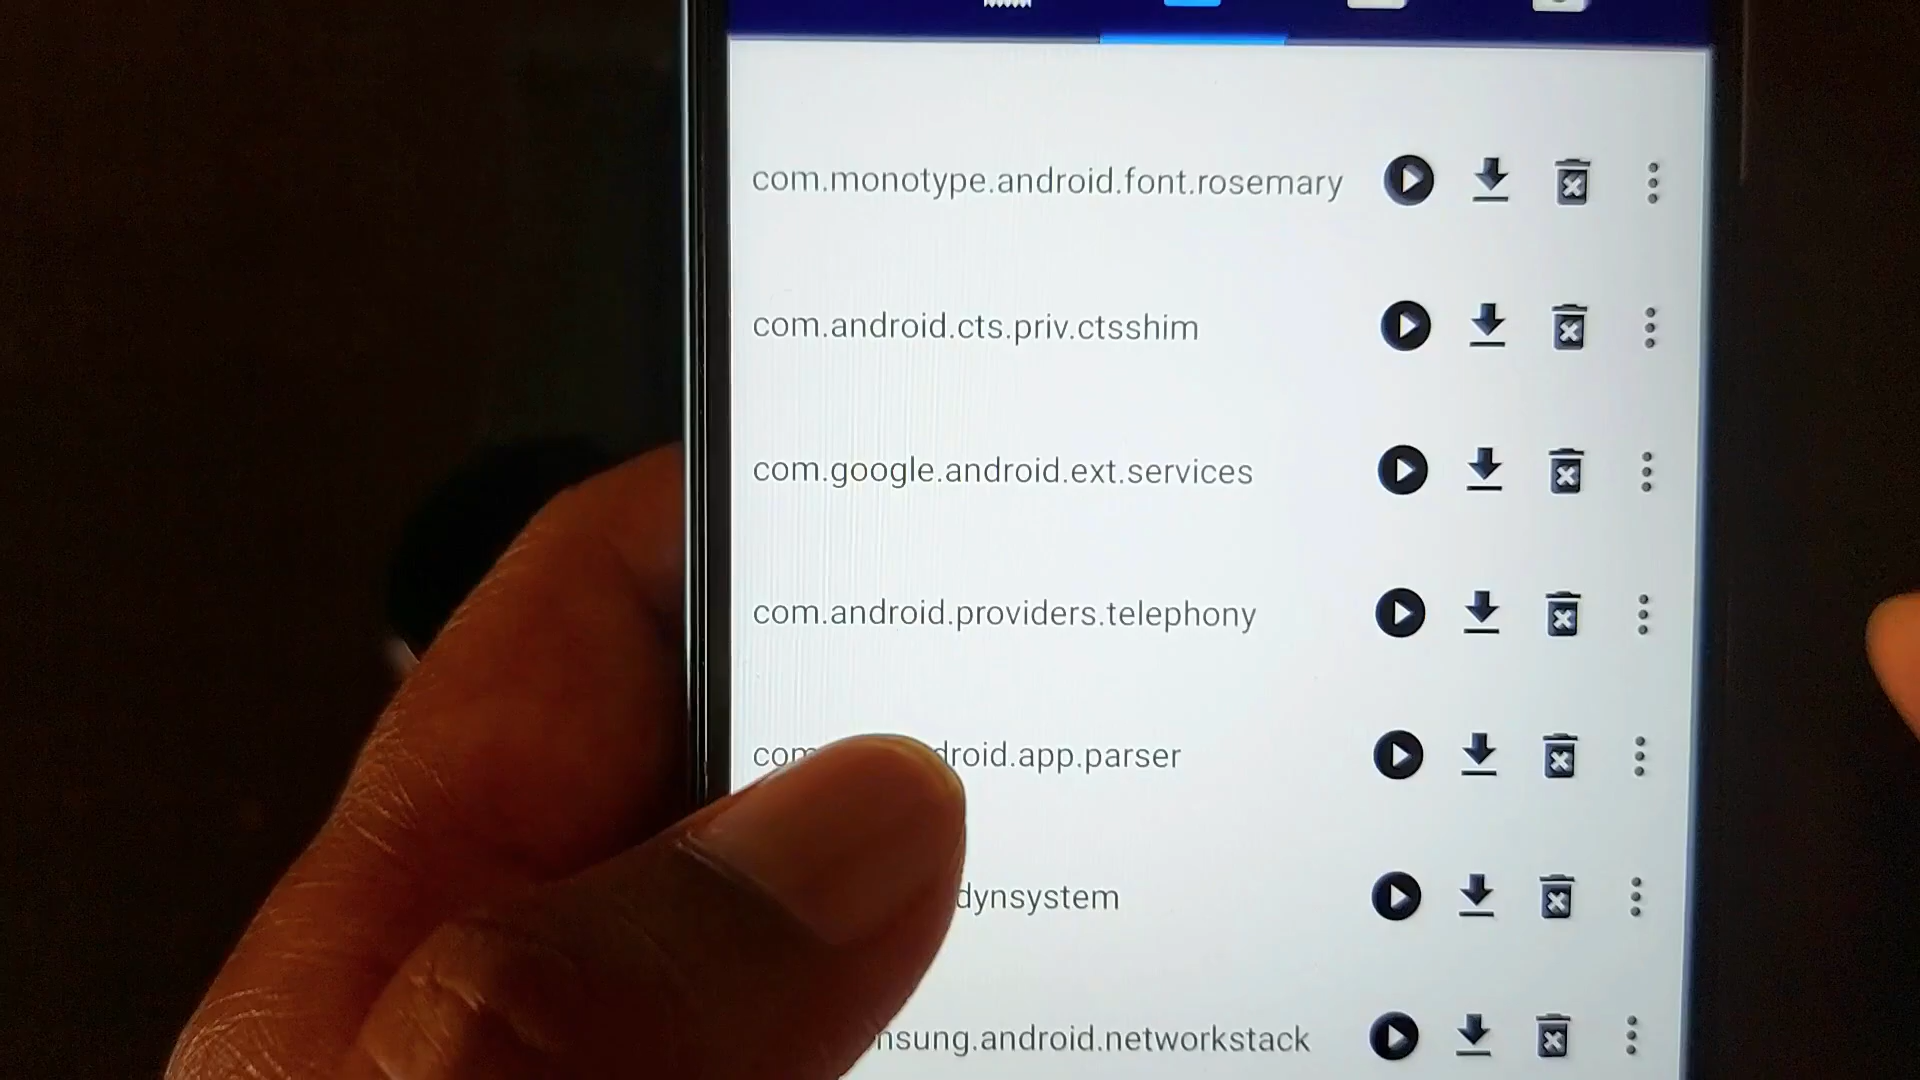 com.monotype.android.font.rosemary
com.android.cts.priv.ctsshim
com.google.android.ext.services
com.android.providers.telephony
droid.app.parser
dynsystem
nsung.android.networkstack